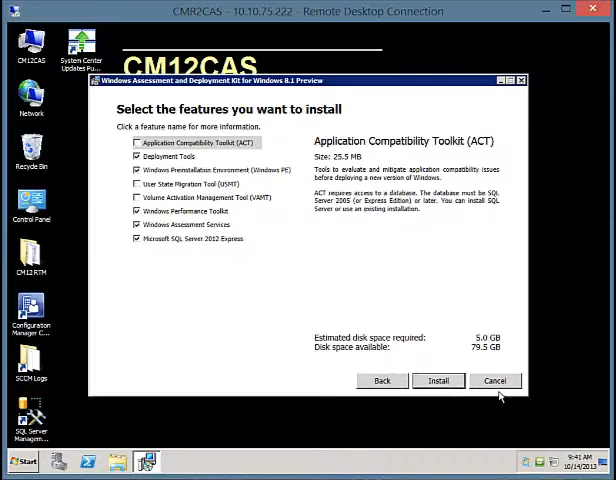 CMR2CAS - 10.10.75.222 - Remote Desktop Connection
CM12CAS
System Center
Updates Pu...
CM12CAS
Network
Recycle Bin
Control Panel
CM12 RTM
Configuration
Manager C...
SCCM Logs
SQL Server
Managem...
Windows Assessment and Deployment Kit for Windows 8.1 Preview
Select the features you want to install
Click a feature name for more information.
Application Compatibility Toolkit (ACT)
Deployment Tools
Windows Preinstallation Environment (Windows PE)
User State Migration Tool (USMT)
Volume Activation Management Tool (VAMT)
Windows Performance Toolkit
Windows Assessment Services
Microsoft SQL Server 2012 Express
Application Compatibility Toolkit (ACT)
Size: 25.5 MB
Tools to evaluate and mitigate application compatibility issues
before deploying a new version of Windows.
ACT requires access to a database. The database must be SQL
Server 2005 (or Express Edition) or later. You can install SQL
Server or use an existing installation.
Estimated disk space required: 5.0 GB
Disk space available: 79.5 GB
Back
Install
Cancel
Start
9:41 AM
10/14/2013